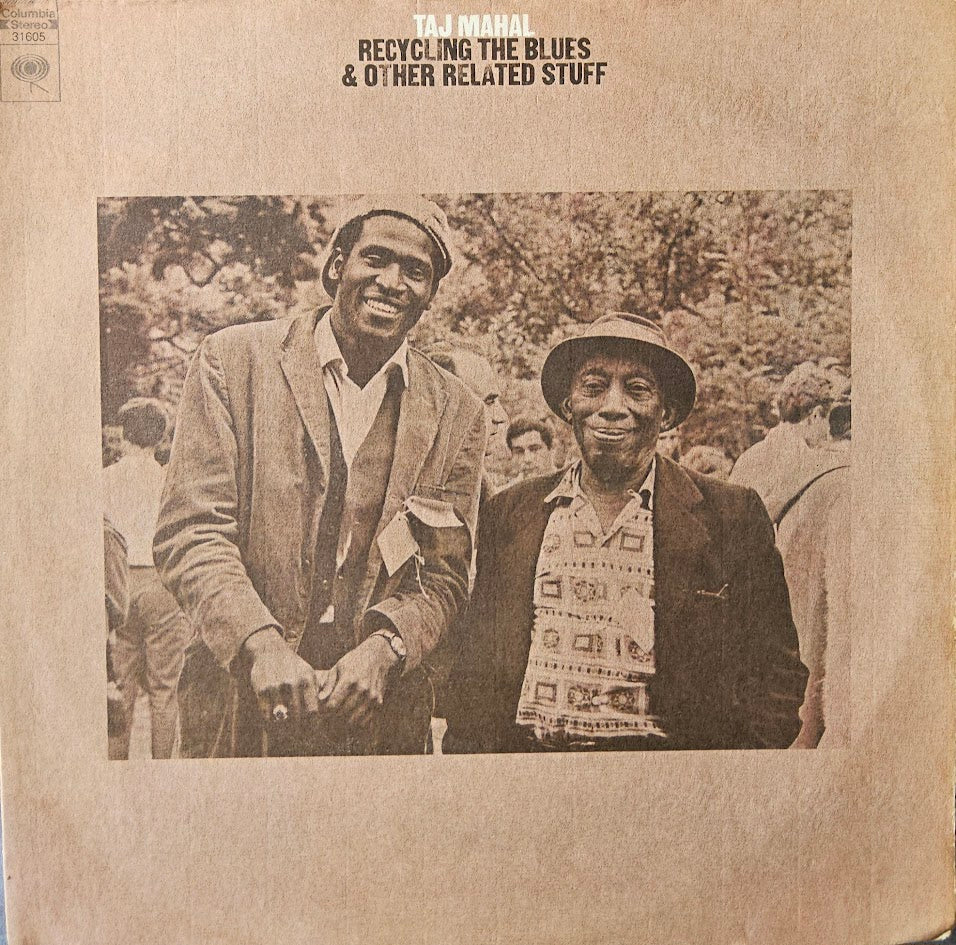 Columbia
Stereo
31605
TAJ MAHAL
RECYCLING THE BLUES
& OTHER RELATED STUFF